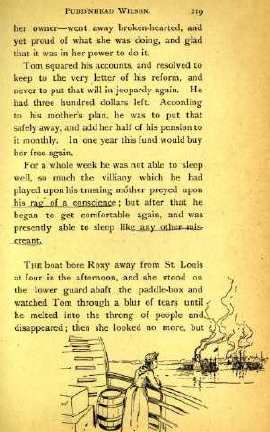 PUDD'NHEAD WILSON. 219
her owner—went away broken-hearted, and
yet proud of what she was doing, and glad
that it was in her power to do it.
Tom squared his accounts, and resolved to
keep to the very letter of his reform, and
never to put that will in jeopardy again. He
had three hundred dollars left. According
to his mother's plan, he was to put that
safely away, and add her half of his pension to
it monthly. In one year this fund would buy
her free again.
For a whole week he was not able to sleep
well, so much the villiany which he had
played upon his trusting mother preyed upon
his rag of a conscience; but after that he
began to get comfortable again, and was
presently able to sleep like any other mis-
creant.
THE boat bore Roxy away from St. Louis
at four in the afternoon, and she stood on
the lower guard abaft the paddle-box and
watched Tom through a blur of tears until
he melted into the throng of people and
disappeared; then she looked no more, but